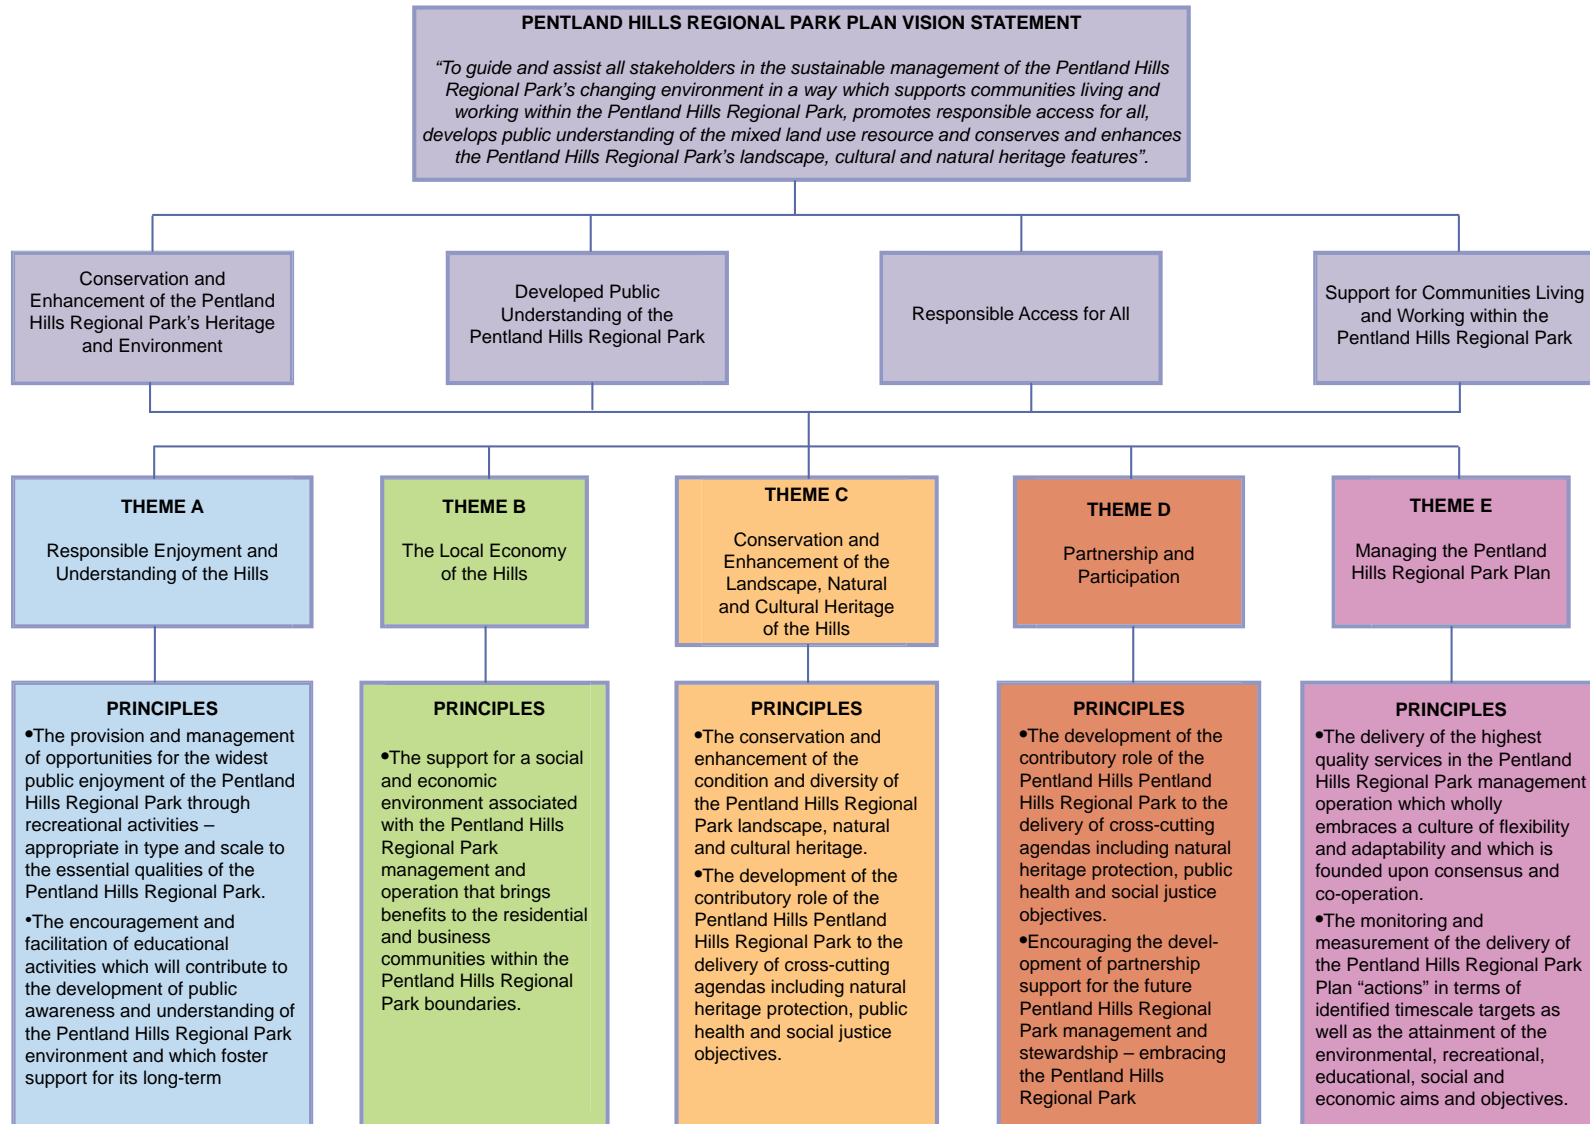 PENTLAND HILLS REGIONAL PARK PLAN VISION STATEMENT
“To guide and assist all stakeholders in the sustainable management of the Pentland Hills
Regional Park’s changing environment in a way which supports communities living and
working within the Pentland Hills Regional Park, promotes responsible access for all,
develops public understanding of the mixed land use resource and conserves and enhances
the Pentland Hills Regional Park’s landscape, cultural and natural heritage features”.
Conservation and
Enhancement of the Pentland
Hills Regional Park’s Heritage
and Environment
Developed Public
Understanding of the
Pentland Hills Regional Park
Responsible Access for All
Support for Communities Living
and Working within the
Pentland Hills Regional Park
THEME A
Responsible Enjoyment and
Understanding of the Hills
THEME B
The Local Economy
of the Hills
THEME C
Conservation and
Enhancement of the
Landscape, Natural
and Cultural Heritage
of the Hills
THEME D
Partnership and
Participation
THEME E
Managing the Pentland
Hills Regional Park Plan
PRINCIPLES
•The provision and management
of opportunities for the widest
public enjoyment of the Pentland
Hills Regional Park through
recreational activities –
appropriate in type and scale to
the essential qualities of the
Pentland Hills Regional Park.
•The encouragement and
facilitation of educational
activities which will contribute to
the development of public
awareness and understanding of
the Pentland Hills Regional Park
environment and which foster
support for its long-term
PRINCIPLES
•The support for a social
and economic
environment associated
with the Pentland Hills
Regional Park
management and
operation that brings
benefits to the residential
and business
communities within the
Pentland Hills Regional
Park boundaries.
PRINCIPLES
•The conservation and
enhancement of the
condition and diversity of
the Pentland Hills Regional
Park landscape, natural
and cultural heritage.
•The development of the
contributory role of the
Pentland Hills Pentland
Hills Regional Park to the
delivery of cross-cutting
agendas including natural
heritage protection, public
health and social justice
objectives.
PRINCIPLES
•The development of the
contributory role of the
Pentland Hills Pentland
Hills Regional Park to the
delivery of cross-cutting
agendas including natural
heritage protection, public
health and social justice
objectives.
•Encouraging the devel-
opment of partnership
support for the future
Pentland Hills Regional
Park management and
stewardship – embracing
the Pentland Hills
Regional Park
PRINCIPLES
•The delivery of the highest
quality services in the Pentland
Hills Regional Park management
operation which wholly
embraces a culture of flexibility
and adaptability and which is
founded upon consensus and
co-operation.
•The monitoring and
measurement of the delivery of
the Pentland Hills Regional Park
Plan “actions” in terms of
identified timescale targets as
well as the attainment of the
environmental, recreational,
educational, social and
economic aims and objectives.